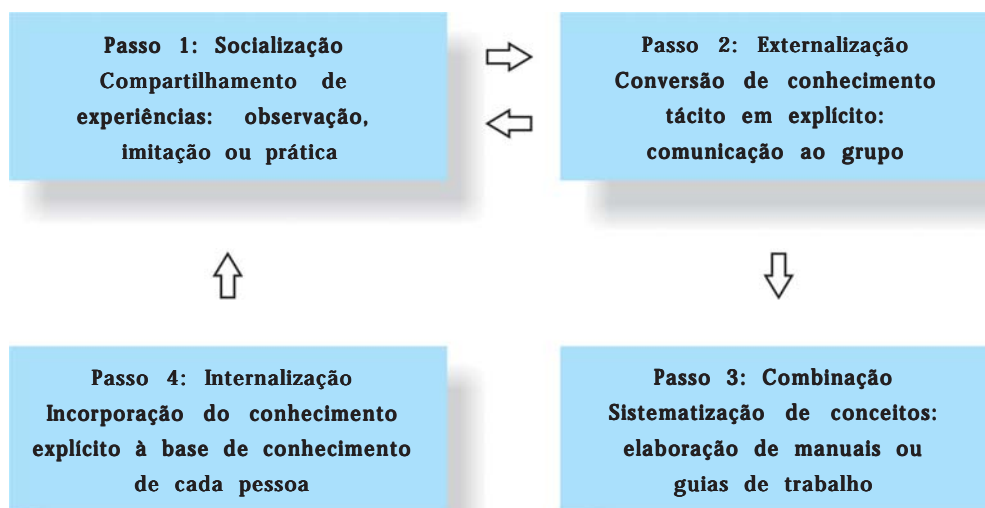 Passo 1: Socialização
Compartilhamento de
experiências: observação,
imitação ou prática
Passo 2: Externalização
Conversão de conhecimento
tácito em explícito:
comunicação ao grupo
Passo 4: Internalização
Incorporação do conhecimento
explícito à base de conhecimento
de cada pessoa
Passo 3: Combinação
Sistematização de conceitos:
elaboração de manuais ou
guias de trabalho